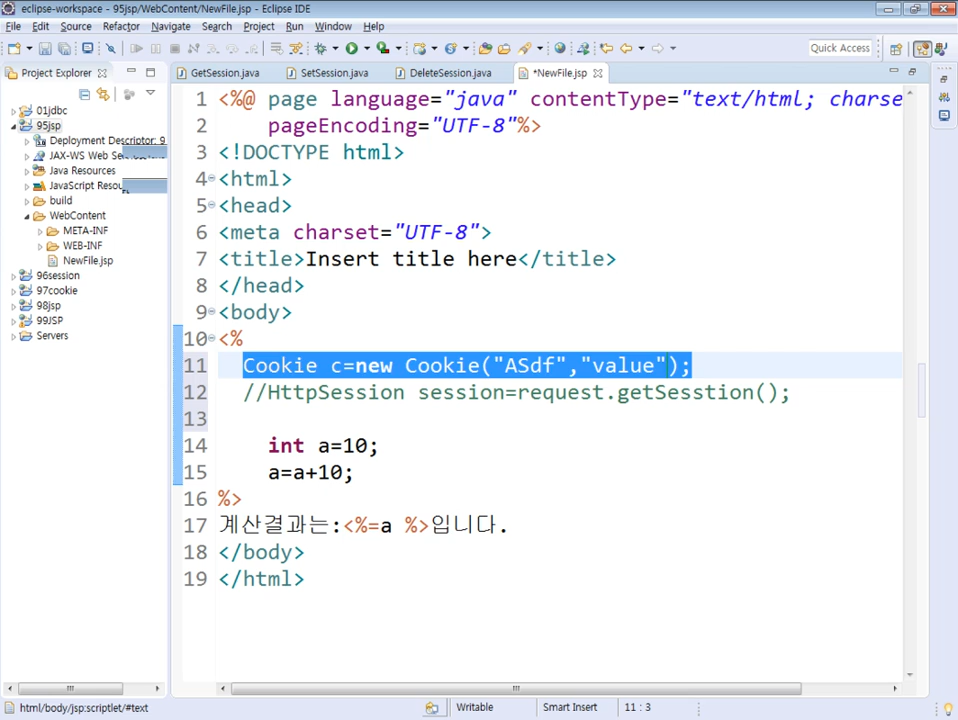 eclipse-workspace - 95jsp/WebContent/NewFile.jsp - Eclipse IDE
File Edit Source Refactor Navigate Search Project Run Window Help
Quick Access
Project Explorer
GetSession.java SetSession.java DeleteSession.java *NewFile.jsp
01jdbc
95jsp
Deployment Descriptor: 9
JAX-WS Web
Java Resources
JavaScript Resou
build
WebContent
META-INF
WEB-INF
NewFile.jsp
96session
97cookie
98jsp
99JSP
Servers
1 <%@ page language="java" contentType="text/html; charse
2 pageEncoding="UTF-8"%>
3 <!DOCTYPE html>
4 <html>
5 <head>
6 <meta charset="UTF-8">
7 <title>Insert title here</title>
8 </head>
9 <body>
10 <%
11 Cookie c=new Cookie("ASdf","value");
12 //HttpSession session=request.getSesstion();
13
14 int a=10;
15 a=a+10;
16 %>
17 계산결과는:<%=a %>입니다.
18 </body>
19 </html>
html/body/jsp:scriptlet/#text Writable Smart Insert 11 : 3